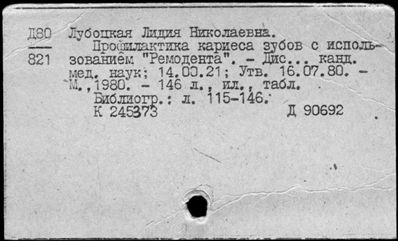 Д80 Лубоцкая Лидия Николаевна.
Профилактика кариеса зубов с исполь-
821 зованием "Ремодента". - Дис... канд.
мед. наук; 14.00.21; Утв. 16.07.80. -
М., 1980. - 146 л., ил., табл.
Библиогр.: л. 115-146.
К 245373 Д 90692